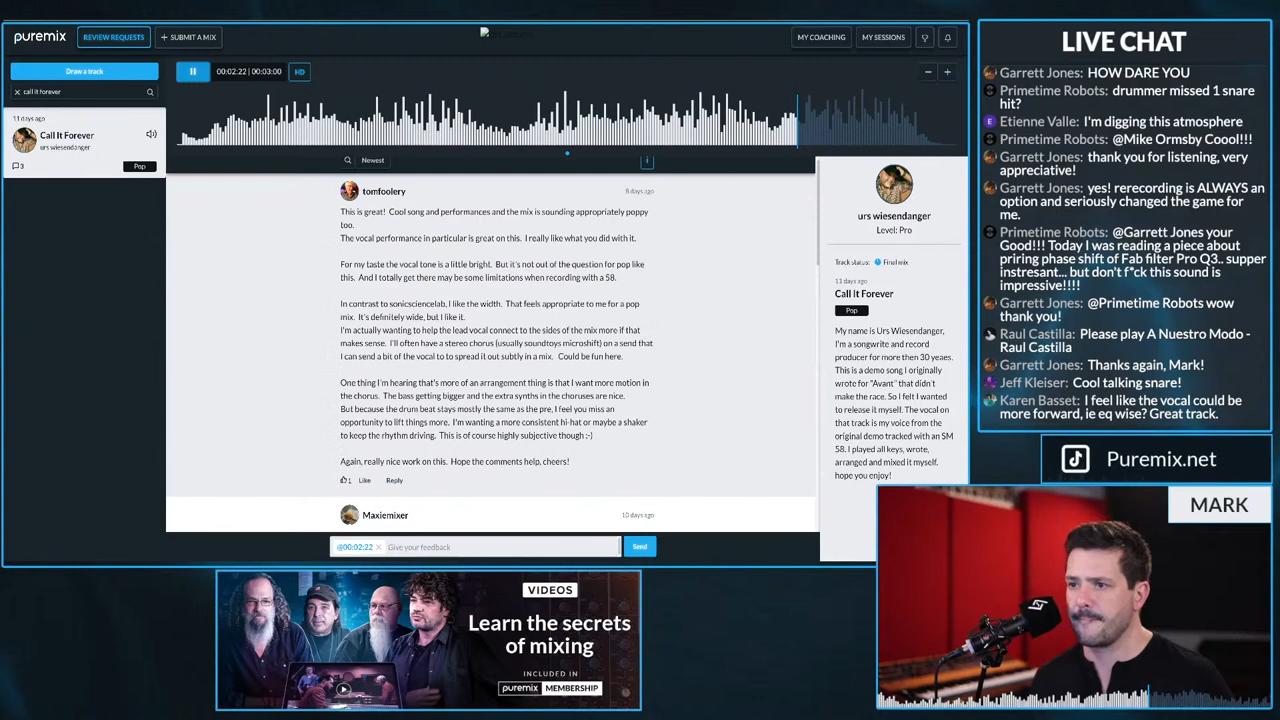 puremix
REVIEW REQUESTS
+ SUBMIT A MIX
MY COACHING
MY SESSIONS
Draw a track
× call it forever
11 days ago
Call It Forever
urs wiesendanger
3
Pop
00:02:22 | 00:03:00
HD
Newest
tomfoolery
8 days ago
This is great! Cool song and performances and the mix is sounding appropriately poppy
too.
The vocal performance in particular is great on this. I really like what you did with it.
For my taste the vocal tone is a little bright. But it's not out of the question for pop like
this. And I totally get there may be some limitations when recording with a 58.
In contrast to sonicsciencelab, I like the width. That feels appropriate to me for a pop
mix. It's definitely wide, but I like it.
I'm actually wanting to help the lead vocal connect to the sides of the mix more if that
makes sense. I'll often have a stereo chorus (usually soundtoys microshift) on a send that
I can send a bit of the vocal to to spread it out subtly in a mix. Could be fun here.
One thing I'm hearing that's more of an arrangement thing is that I want more motion in
the chorus. The bass getting bigger and the extra synths in the choruses are nice.
But because the drum beat stays mostly the same as the pre, I feel you miss an
opportunity to lift things more. I'm wanting a more consistent hi-hat or maybe a shaker
to keep the rhythm driving. This is of course highly subjective though :-)
Again, really nice work on this. Hope the comments help, cheers!
1 Like Reply
Maxiemixer
10 days ago
@00:02:22 × Give your feedback
Send
urs wiesendanger
Level: Pro
Track status: Final mix
11 days ago
Call It Forever
Pop
My name is Urs Wiesendanger,
I'm a songwrite and record
producer for more then 30 yeaes.
This is a demo song I originally
wrote for "Avant" that didn't
make the race. So I felt I wanted
to release it myself. The vocal on
that track is my voice from the
original demo tracked with an SM
58. I played all keys, wrote,
arranged and mixed it myself.
hope you enjoy!
LIVE CHAT
Garrett Jones: HOW DARE YOU
Primetime Robots: drummer missed 1 snare
hit?
Etienne Valle: I'm digging this atmosphere
Primetime Robots: @Mike Ormsby Coool!!!
Garrett Jones: thank you for listening, very
appreciative!
Garrett Jones: yes! rerecording is ALWAYS an
option and seriously changed the game for
me.
Primetime Robots: @Garrett Jones your
Good!!! Today I was reading a piece about
priring phase shift of Fab filter Pro Q3.. supper
instresant... but don't f*ck this sound is
impressive!!!!
Garrett Jones: @Primetime Robots wow
thank you!
Raul Castilla: Please play A Nuestro Modo -
Raul Castilla
Garrett Jones: Thanks again, Mark!
Jeff Kleiser: Cool talking snare!
Karen Basset: I feel like the vocal could be
more forward, ie eq wise? Great track.
Puremix.net
MARK
VIDEOS
Learn the secrets
of mixing
INCLUDED IN
puremix MEMBERSHIP